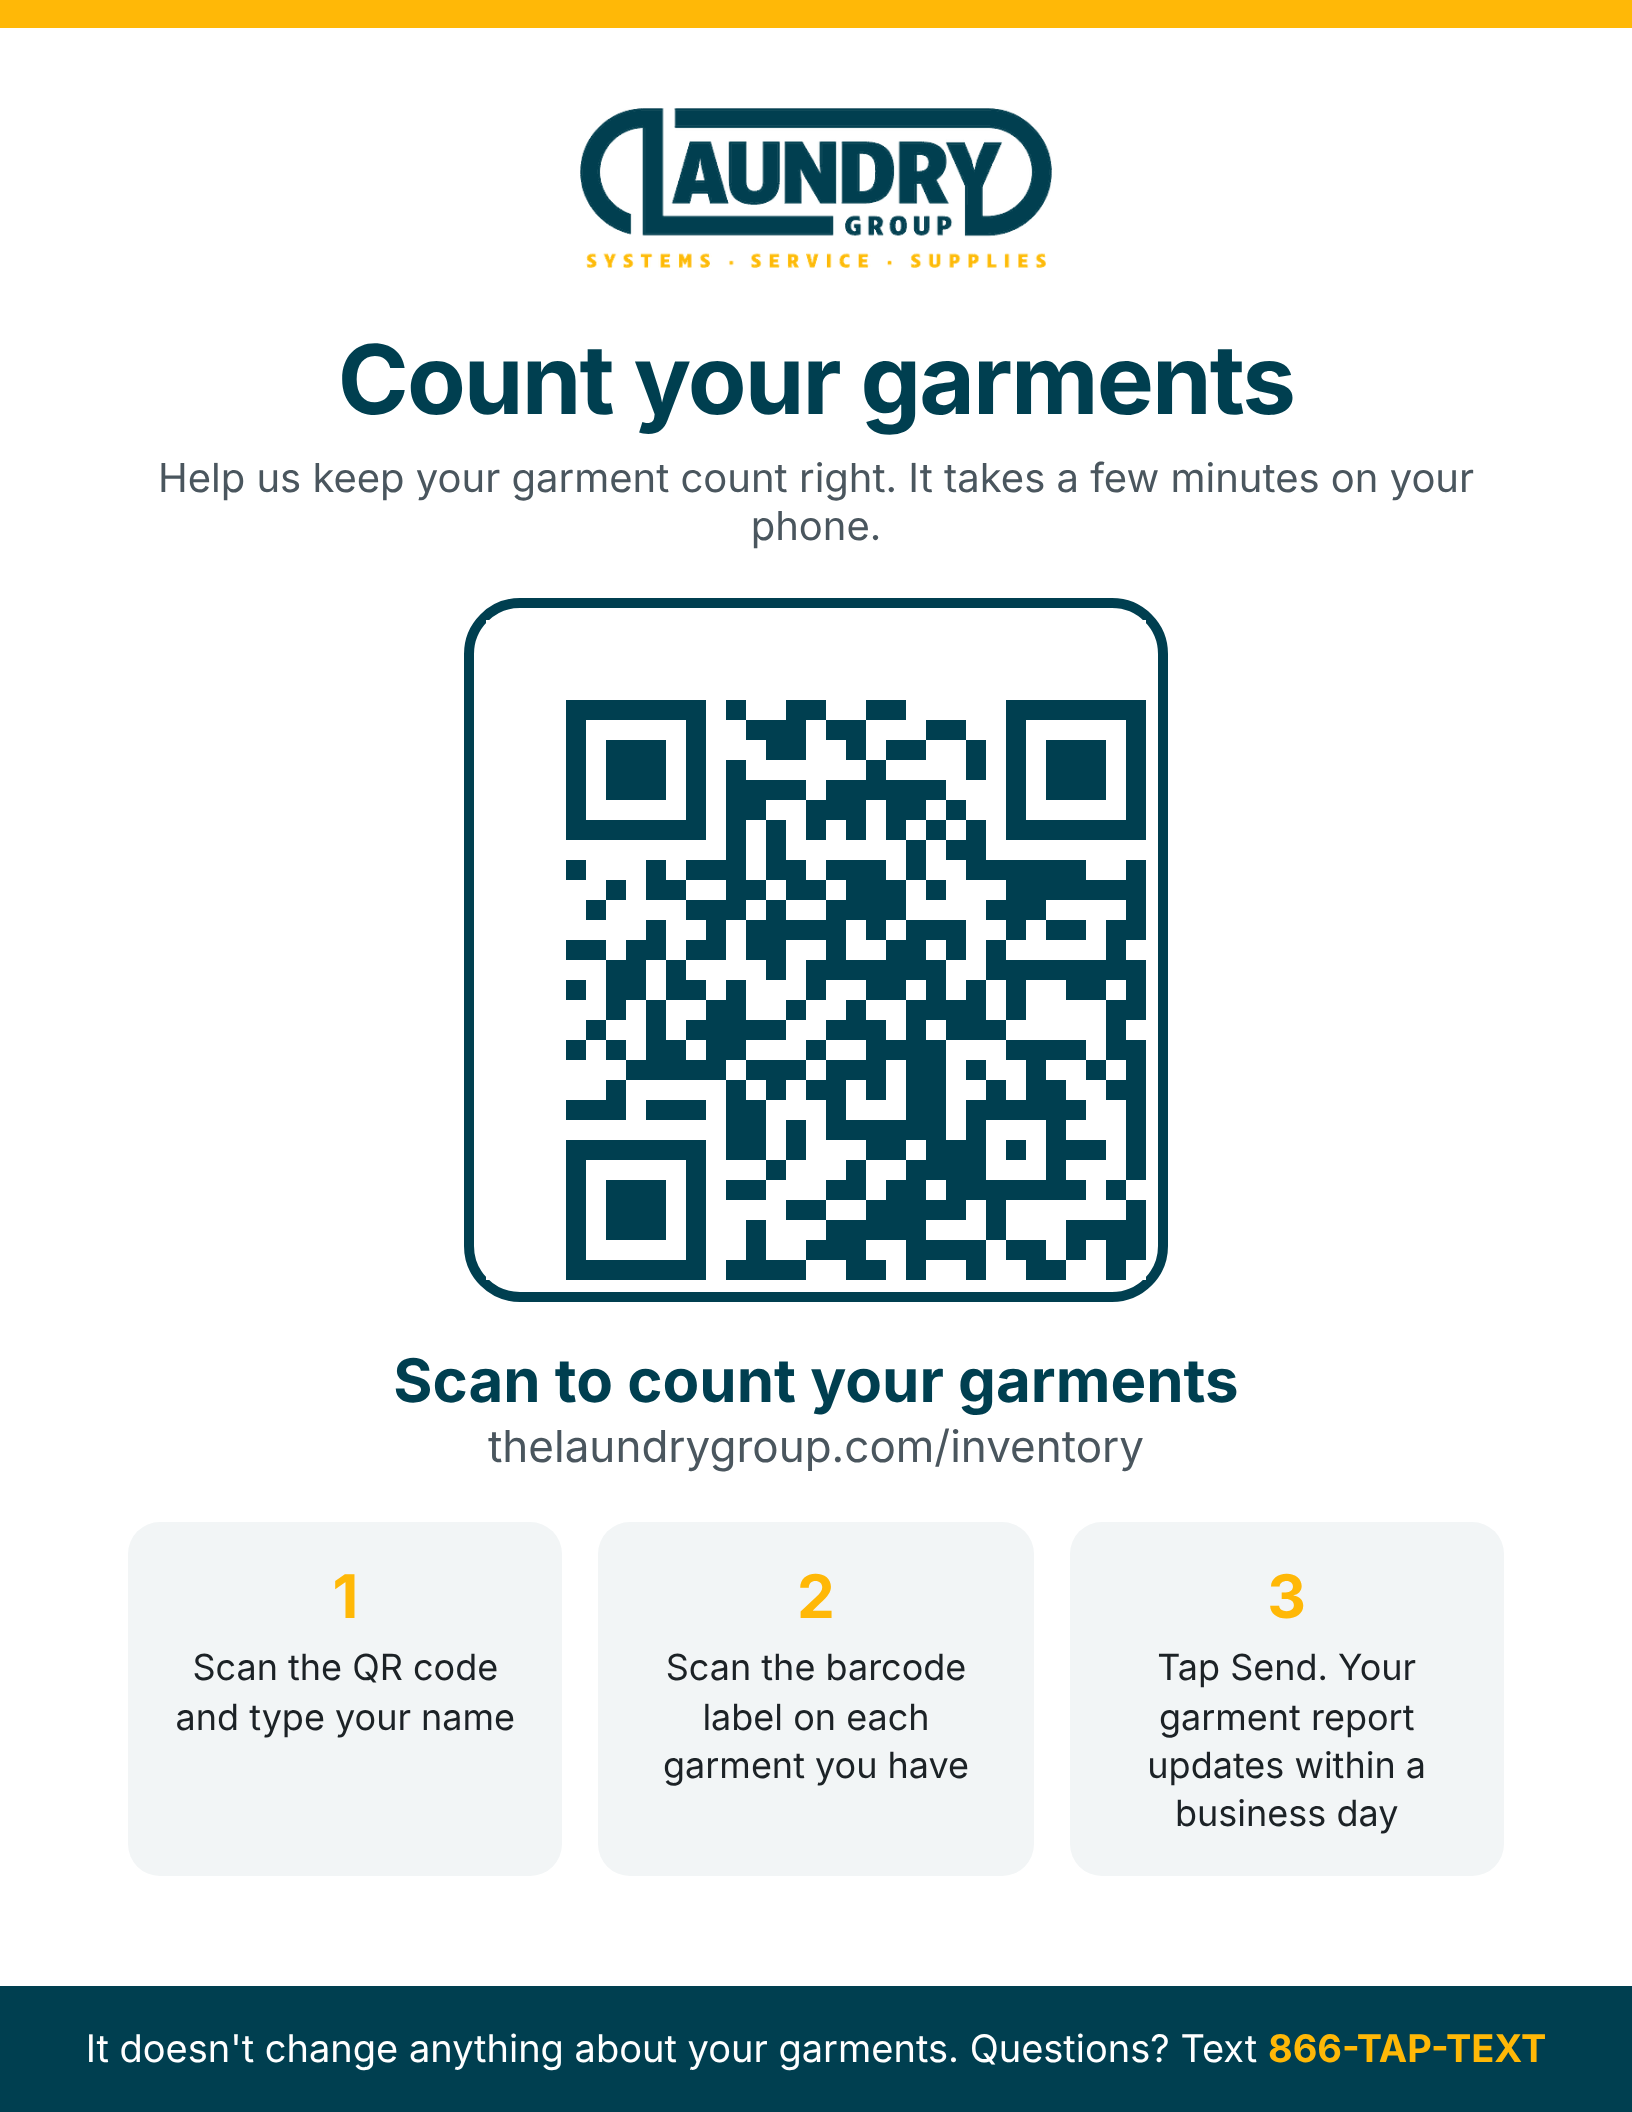 LAUNDRY
GROUP
SYSTEMS · SERVICE · SUPPLIES
Count your garments
Help us keep your garment count right. It takes a few minutes on your
phone.
Scan to count your garments
thelaundrygroup.com/inventory
1
Scan the QR code
and type your name
2
Scan the barcode
label on each
garment you have
3
Tap Send. Your
garment report
updates within a
business day
It doesn't change anything about your garments. Questions? Text 866-TAP-TEXT